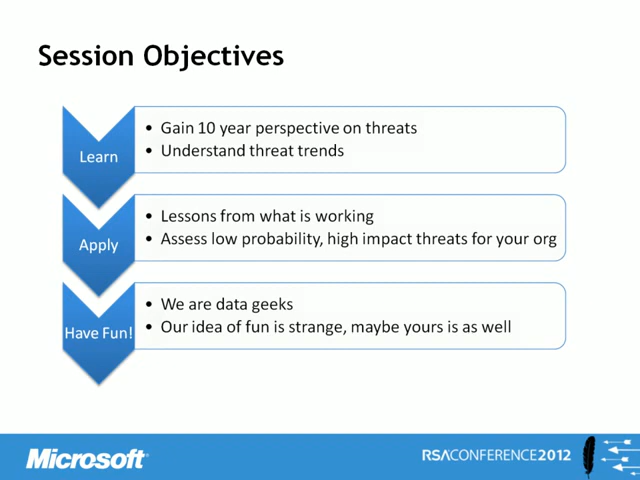 Session Objectives
Learn
• Gain 10 year perspective on threats
• Understand threat trends
Apply
• Lessons from what is working
• Assess low probability, high impact threats for your org
Have Fun!
• We are data geeks
• Our idea of fun is strange, maybe yours is as well
Microsoft®
RSACONFERENCE2012